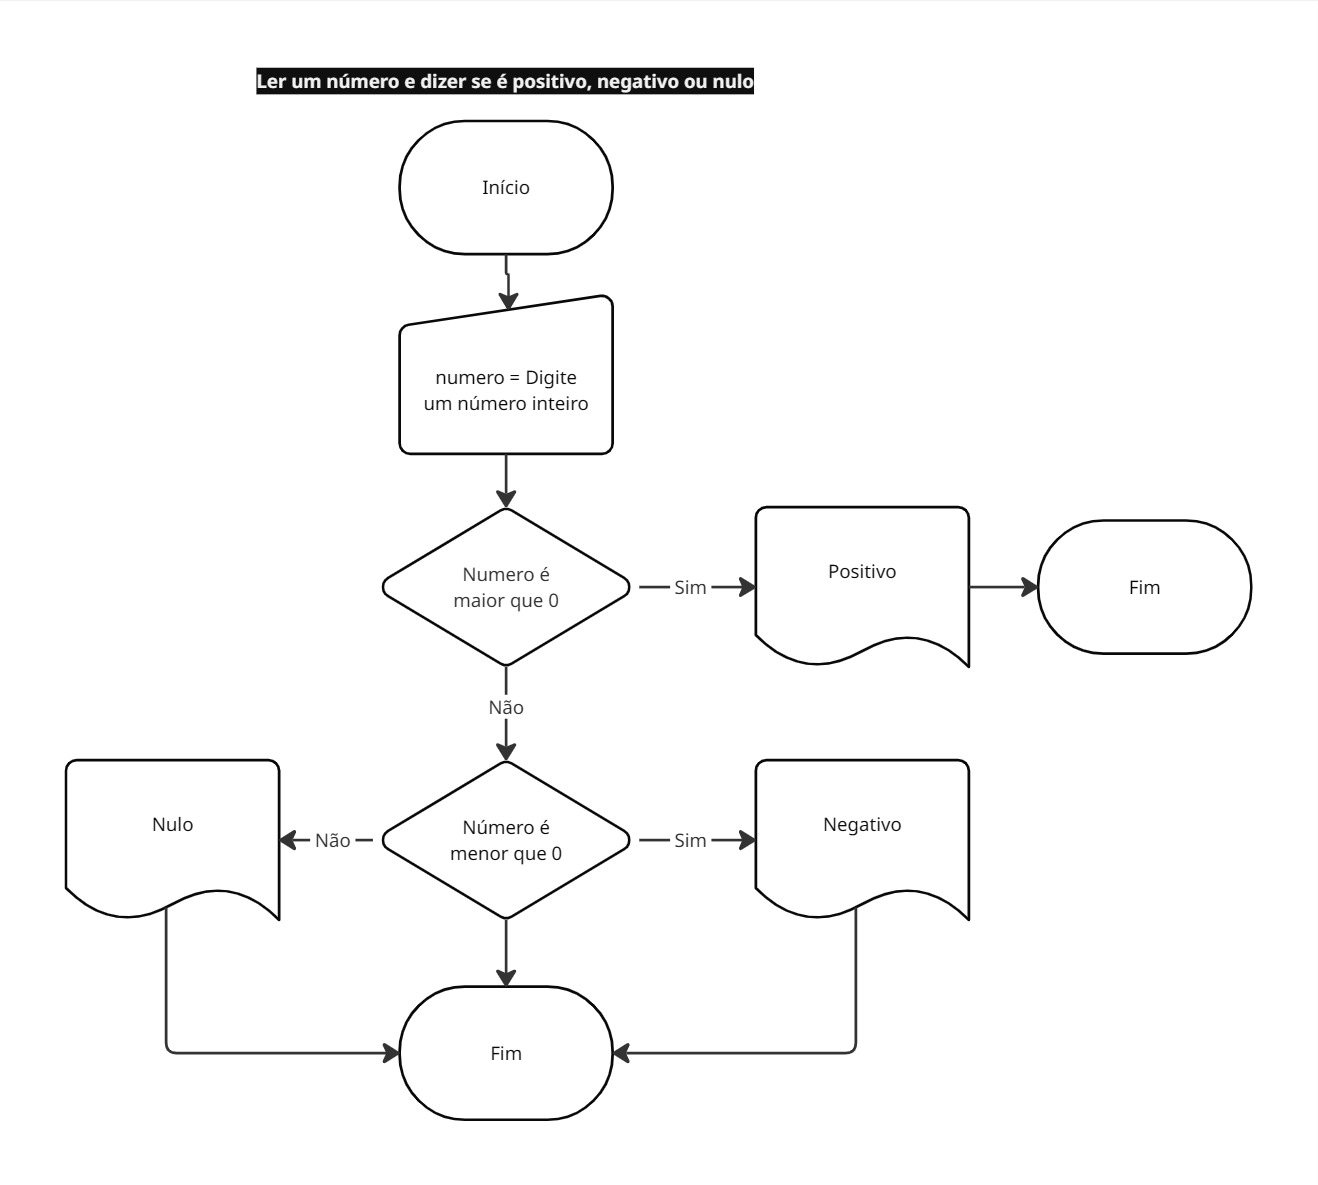 Ler um número e dizer se é positivo, negativo ou nulo
Início
numero = Digite
um número inteiro
Numero é
maior que 0
Sim
Positivo
Fim
Não
Nulo
Não
Número é
menor que 0
Sim
Negativo
Fim